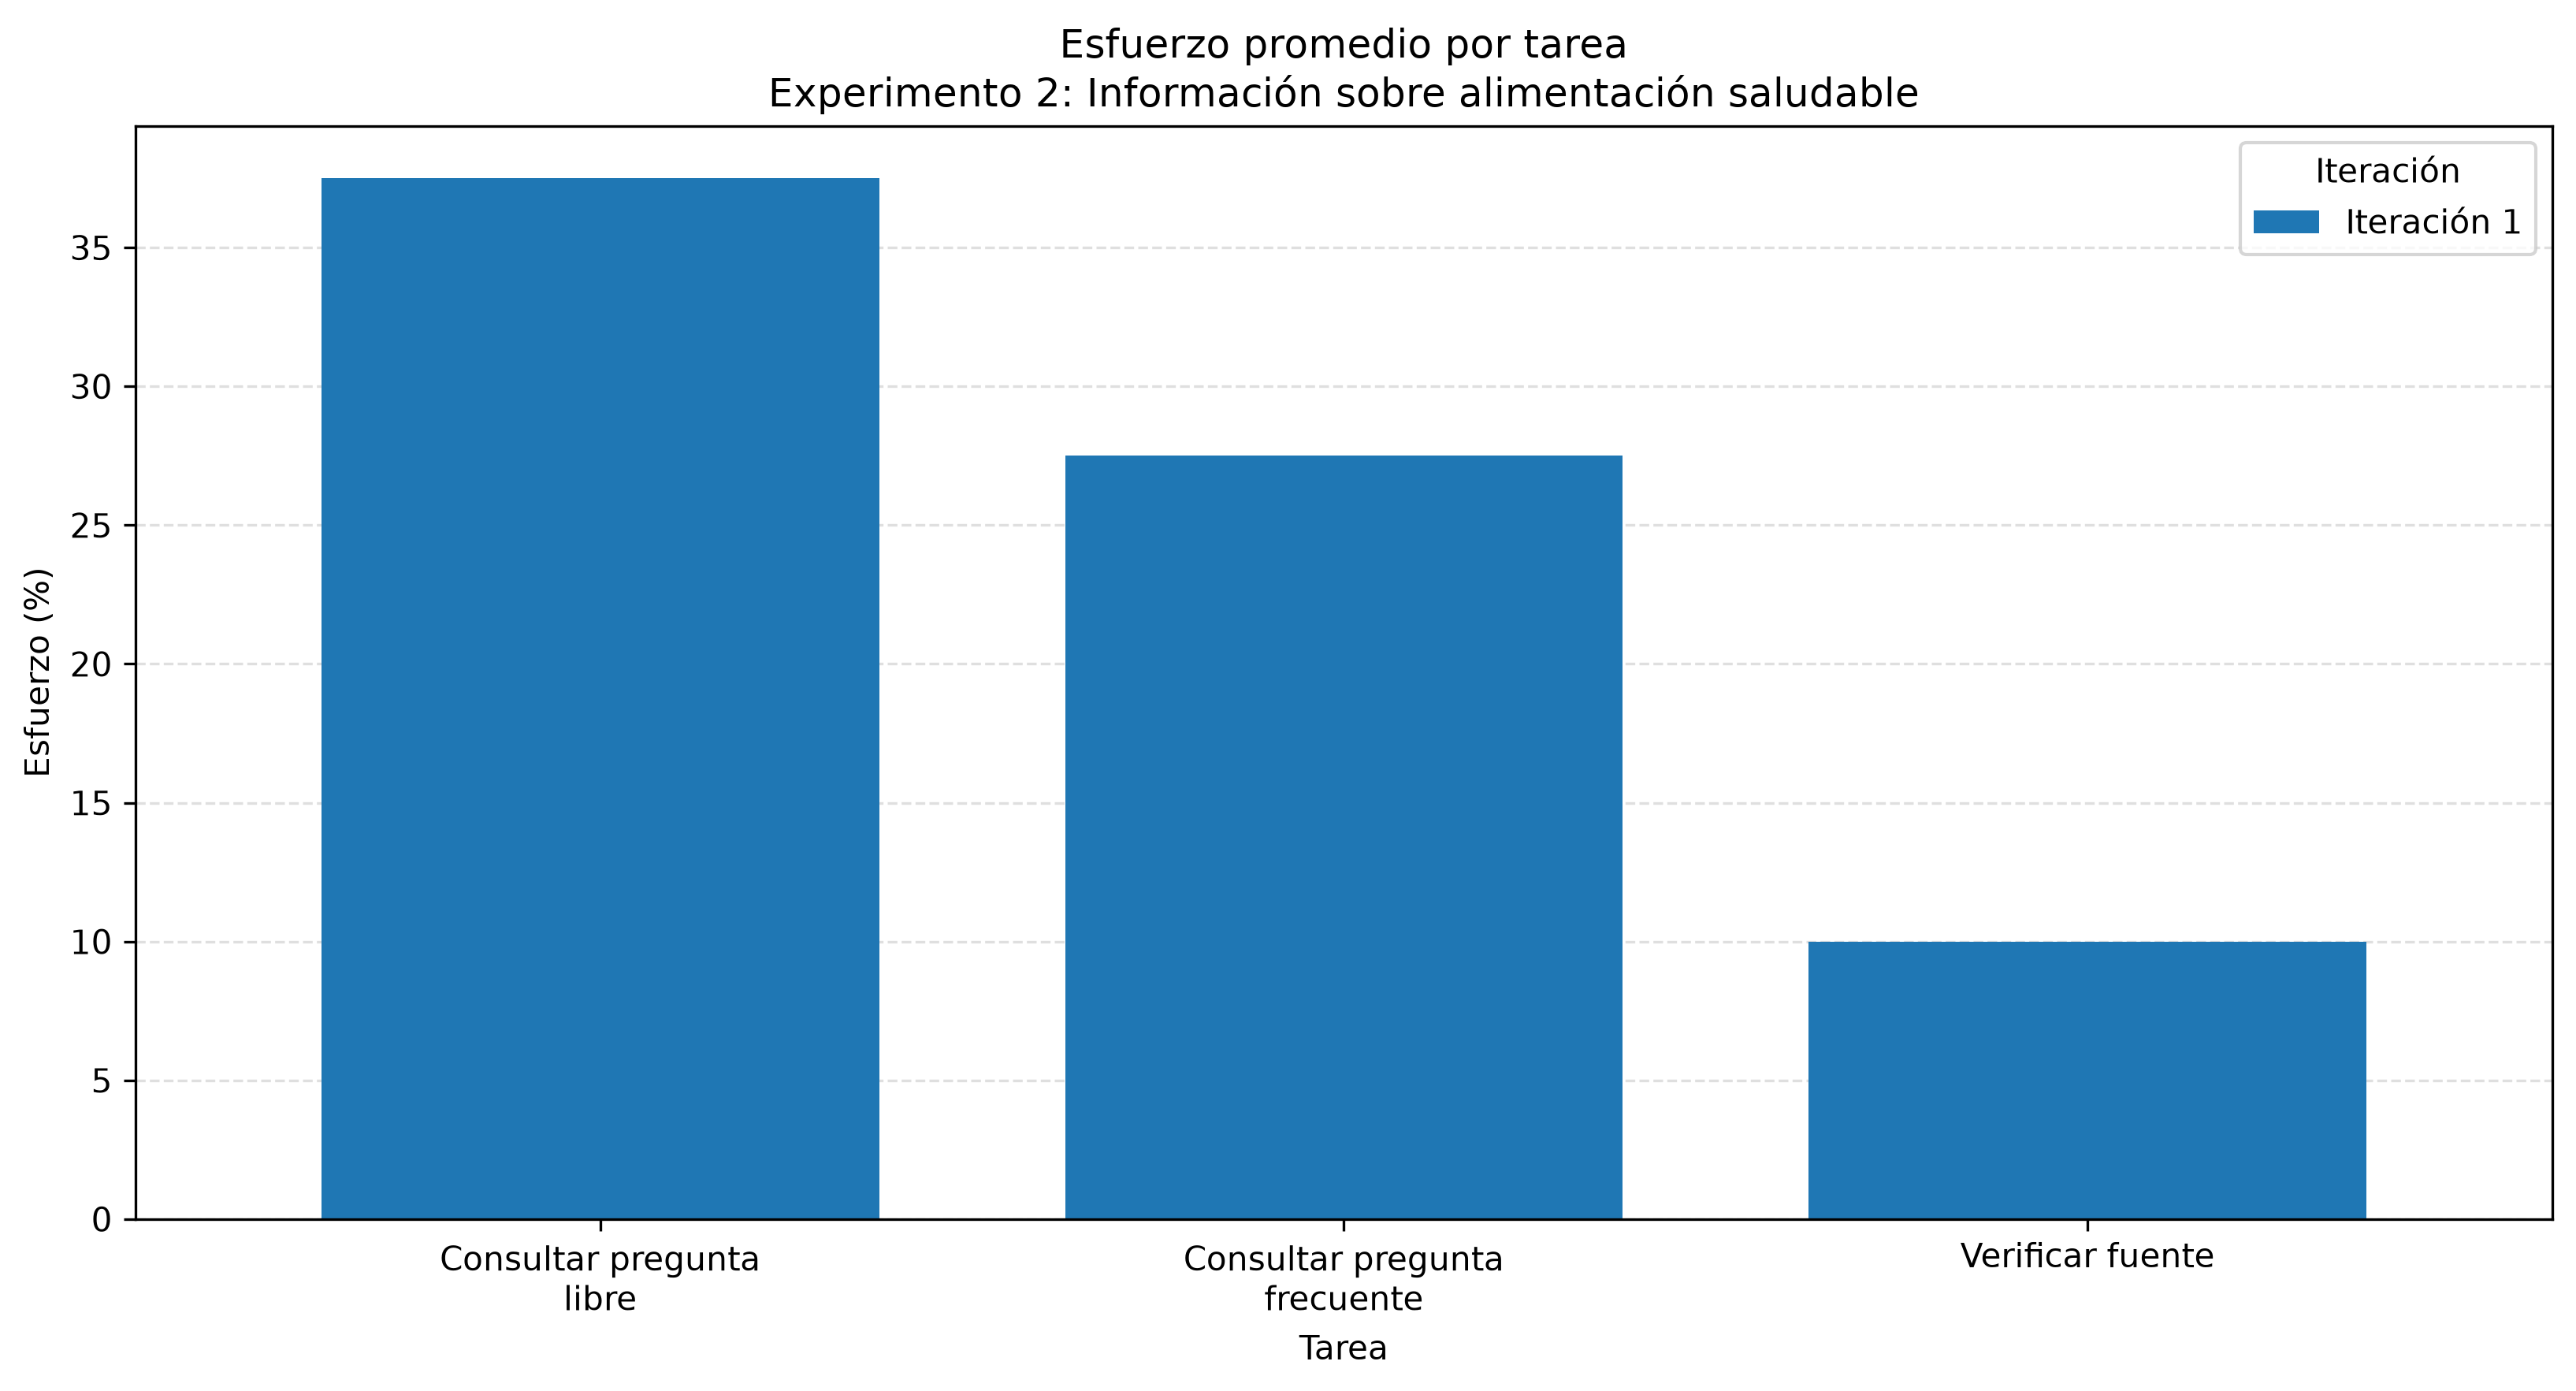 Esfuerzo promedio por tarea
Experimento 2: Información sobre alimentación saludable
Iteración
Iteración 1
Esfuerzo (%)
35
30
25
20
15
10
5
0
Consultar pregunta
libre
Consultar pregunta
frecuente
Verificar fuente
Tarea